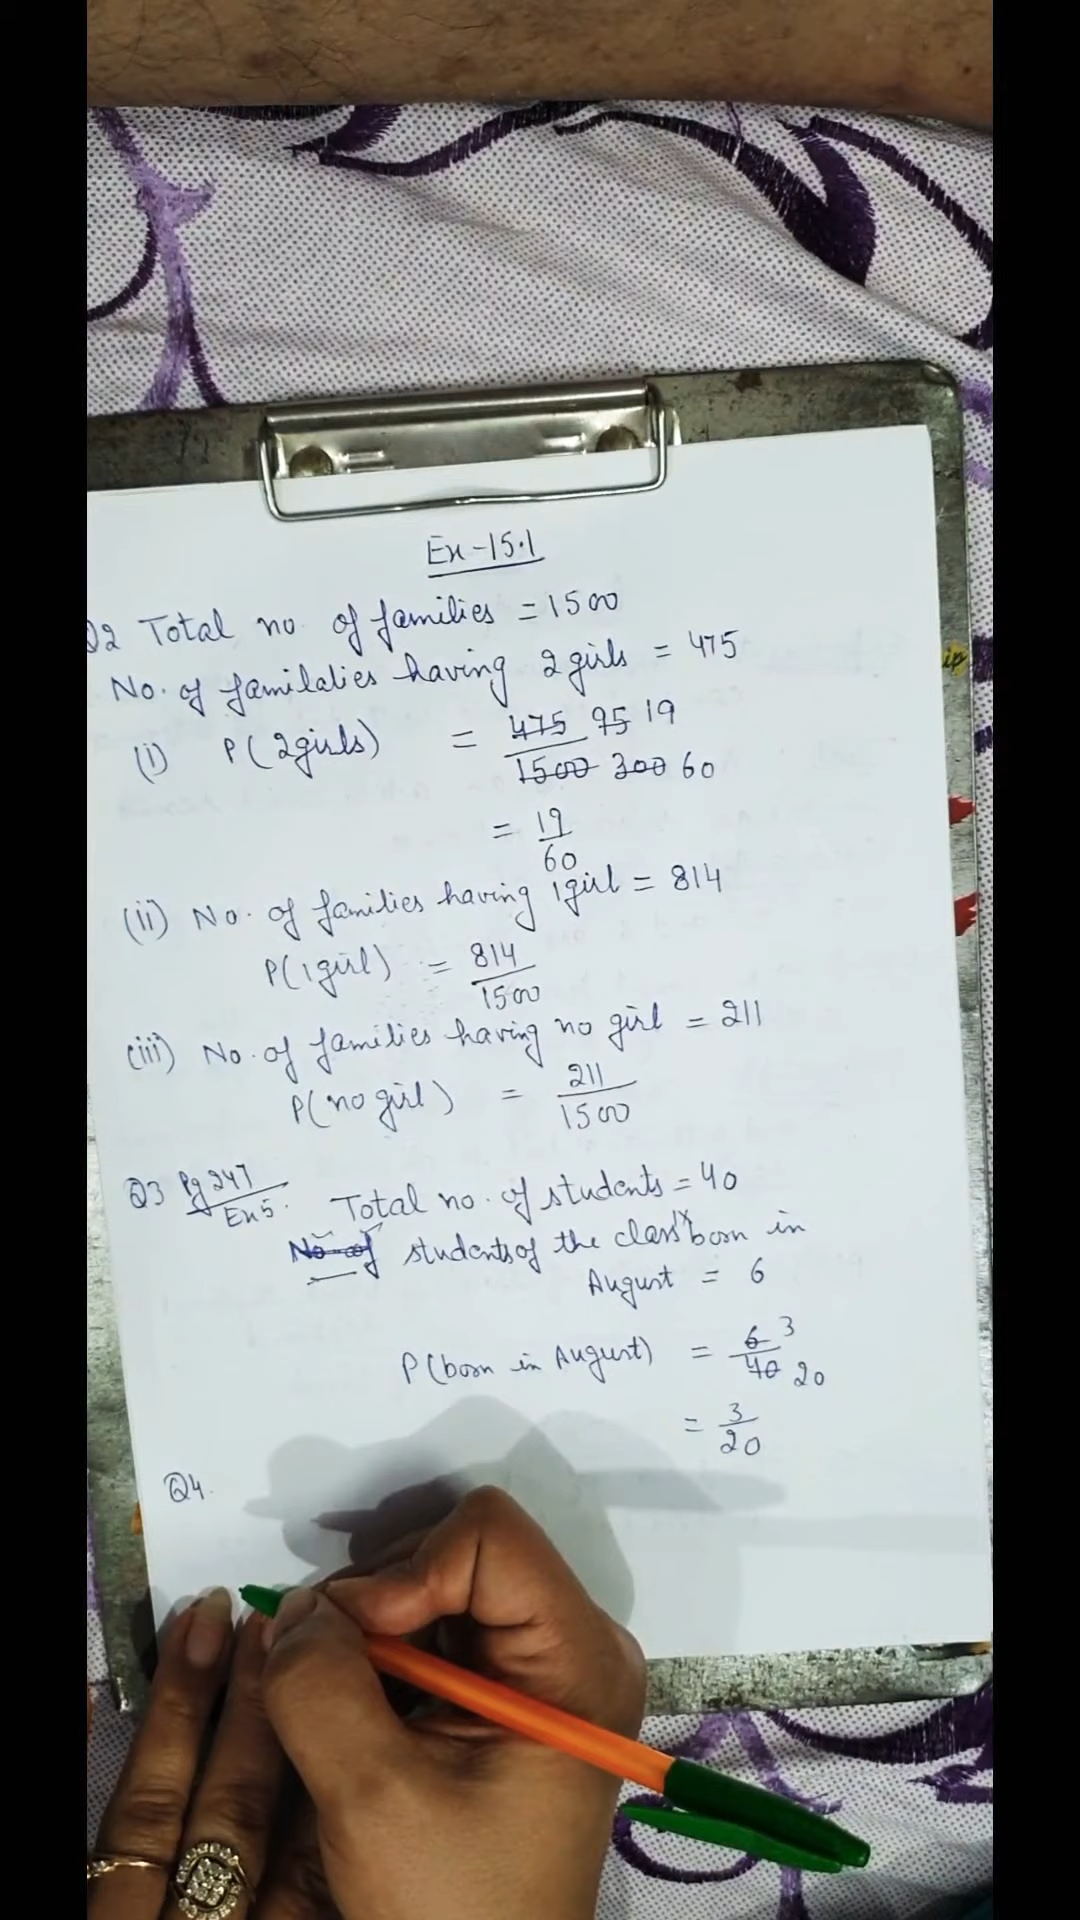 Ex-15.1
Q2 Total no of families = 1500
No. of familaties having 2 girls = 475
(i) P(2girls) = 475 95 19
1500 300 60
= 19
60
(ii) No. of families having 1girl = 814
P(1girl) = 814
1500
(iii) No. of families having no girl = 211
P(no girl) = 211
1500
Q3 Pg 247
Ex 5. Total no. of students = 40
No of students of the class IX born in
August = 6
P(born in August) = 6 3
40 20
= 3
20
Q4.
ip